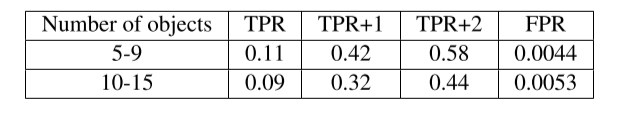 Number of objects TPR TPR+1 TPR+2 FPR
5-9 0.11 0.42 0.58 0.0044
10-15 0.09 0.32 0.44 0.0053